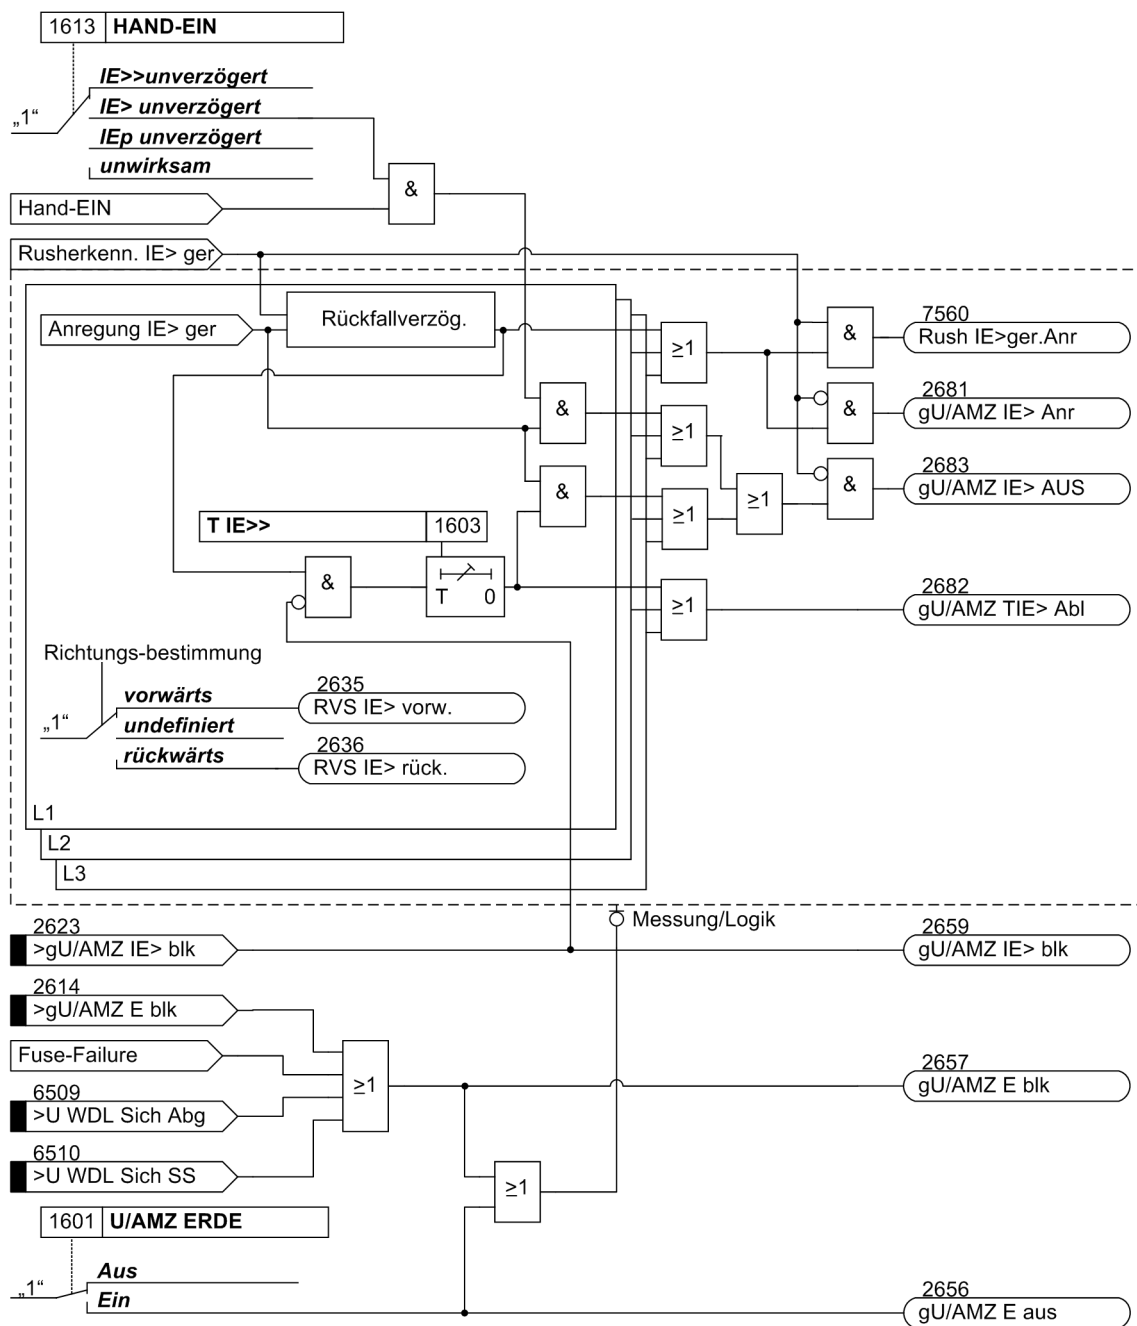 1613 HAND-EIN
IE>>unverzögert
IE> unverzögert
„1“
IEp unverzögert
unwirksam
&
Hand-EIN
Rusherkenn. IE> ger
Anregung IE> ger
Rückfallverzög.
≥1
&
7560
Rush IE>ger.Anr
&
≥1
&
2681
gU/AMZ IE> Anr
&
≥1
≥1
&
2683
gU/AMZ IE> AUS
T IE>> 1603
&
T 0
≥1
2682
gU/AMZ TIE> Abl
Richtungs-bestimmung
„1“
vorwärts
undefiniert
rückwärts
2635
RVS IE> vorw.
2636
RVS IE> rück.
L1
L2
L3
Messung/Logik
2623
>gU/AMZ IE> blk
2659
gU/AMZ IE> blk
2614
>gU/AMZ E blk
Fuse-Failure
≥1
2657
gU/AMZ E blk
6509
>U WDL Sich Abg
6510
>U WDL Sich SS
≥1
1601 U/AMZ ERDE
„1“
Aus
Ein
2656
gU/AMZ E aus